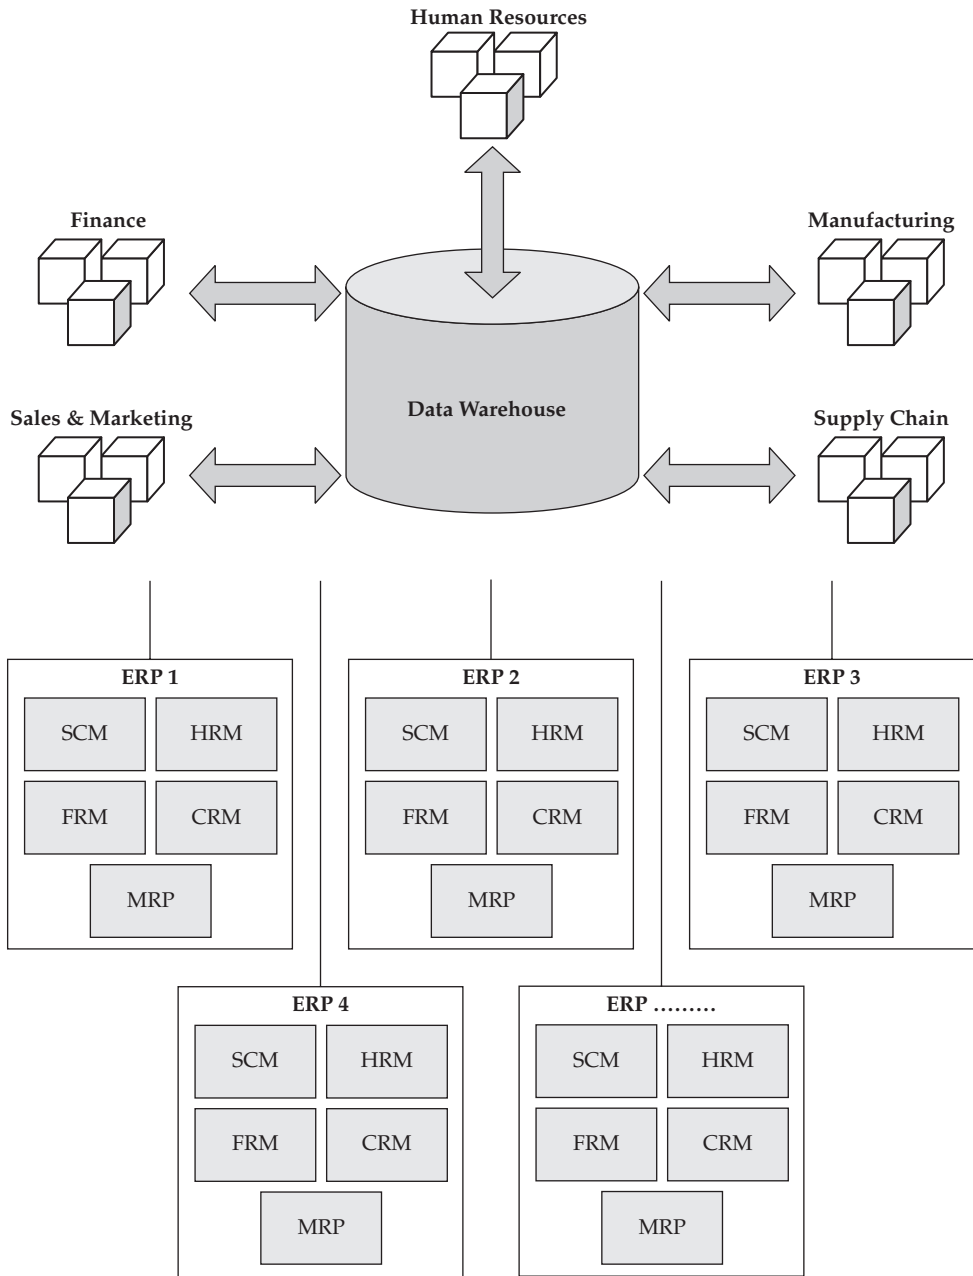 Human Resources
Finance
Manufacturing
Data Warehouse
Sales & Marketing
Supply Chain
ERP 1
SCM
HRM
FRM
CRM
MRP
ERP 2
SCM
HRM
FRM
CRM
MRP
ERP 3
SCM
HRM
FRM
CRM
MRP
ERP 4
SCM
HRM
FRM
CRM
MRP
ERP .........
SCM
HRM
FRM
CRM
MRP